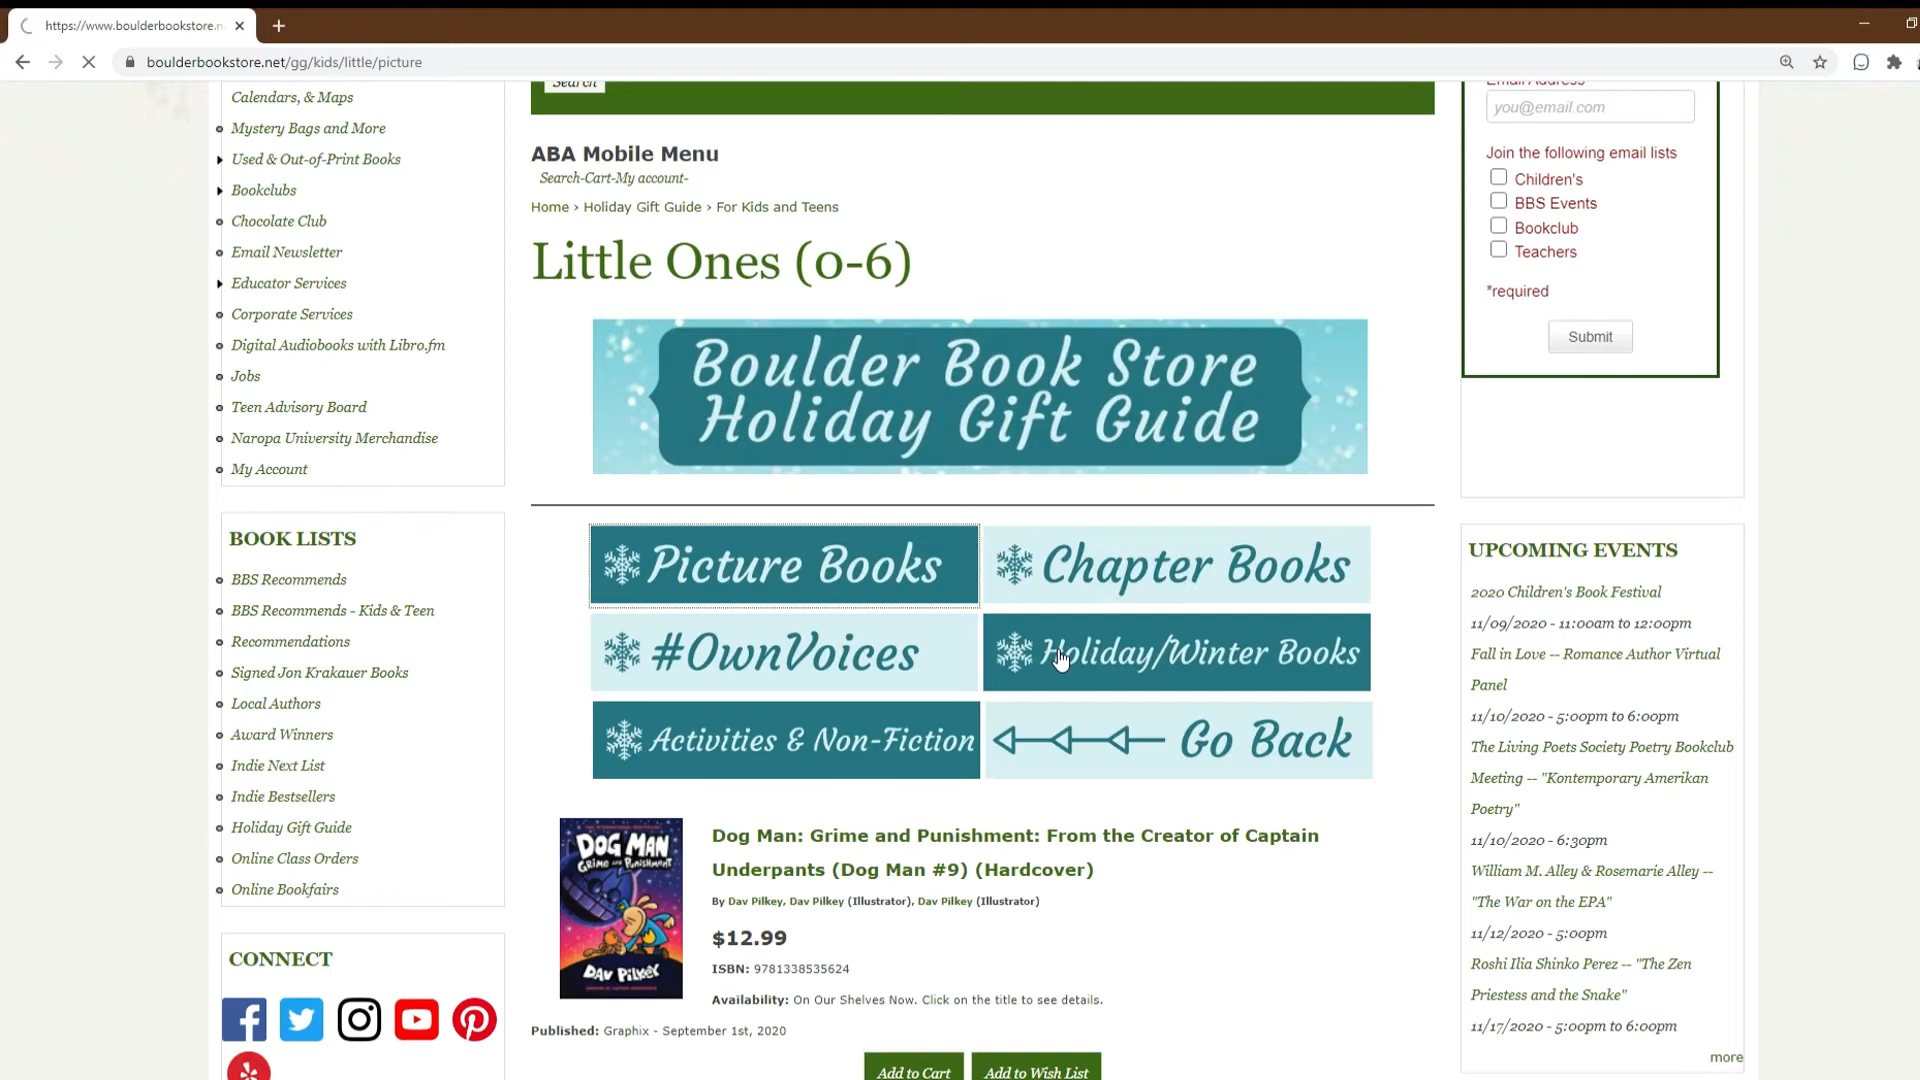 https://www.boulderbookstore.n
boulderbookstore.net/gg/kids/little/picture
Calendars, & Maps
Mystery Bags and More
Used & Out-of-Print Books
Bookclubs
Chocolate Club
Email Newsletter
Educator Services
Corporate Services
Digital Audiobooks with Libro.fm
Jobs
Teen Advisory Board
Naropa University Merchandise
My Account
BOOK LISTS
BBS Recommends
BBS Recommends - Kids & Teen
Recommendations
Signed Jon Krakauer Books
Local Authors
Award Winners
Indie Next List
Indie Bestsellers
Holiday Gift Guide
Online Class Orders
Online Bookfairs
CONNECT
Search
ABA Mobile Menu
Search-Cart-My account-
Home › Holiday Gift Guide › For Kids and Teens
Little Ones (0-6)
Boulder Book Store
Holiday Gift Guide
Picture Books
Chapter Books
#OwnVoices
Holiday/Winter Books
Activities & Non-Fiction
Go Back
DOG MAN
Grime and Punishment
DAV PILKEY
Dog Man: Grime and Punishment: From the Creator of Captain
Underpants (Dog Man #9) (Hardcover)
By Dav Pilkey, Dav Pilkey (Illustrator), Dav Pilkey (Illustrator)
$12.99
ISBN: 9781338535624
Availability: On Our Shelves Now. Click on the title to see details.
Published: Graphix - September 1st, 2020
Add to Cart
Add to Wish List
Email Address
you@email.com
Join the following email lists
Children's
BBS Events
Bookclub
Teachers
*required
Submit
UPCOMING EVENTS
2020 Children's Book Festival
11/09/2020 - 11:00am to 12:00pm
Fall in Love -- Romance Author Virtual
Panel
11/10/2020 - 5:00pm to 6:00pm
The Living Poets Society Poetry Bookclub
Meeting -- "Kontemporary Amerikan
Poetry"
11/10/2020 - 6:30pm
William M. Alley & Rosemarie Alley --
"The War on the EPA"
11/12/2020 - 5:00pm
Roshi Ilia Shinko Perez -- "The Zen
Priestess and the Snake"
11/17/2020 - 5:00pm to 6:00pm
more